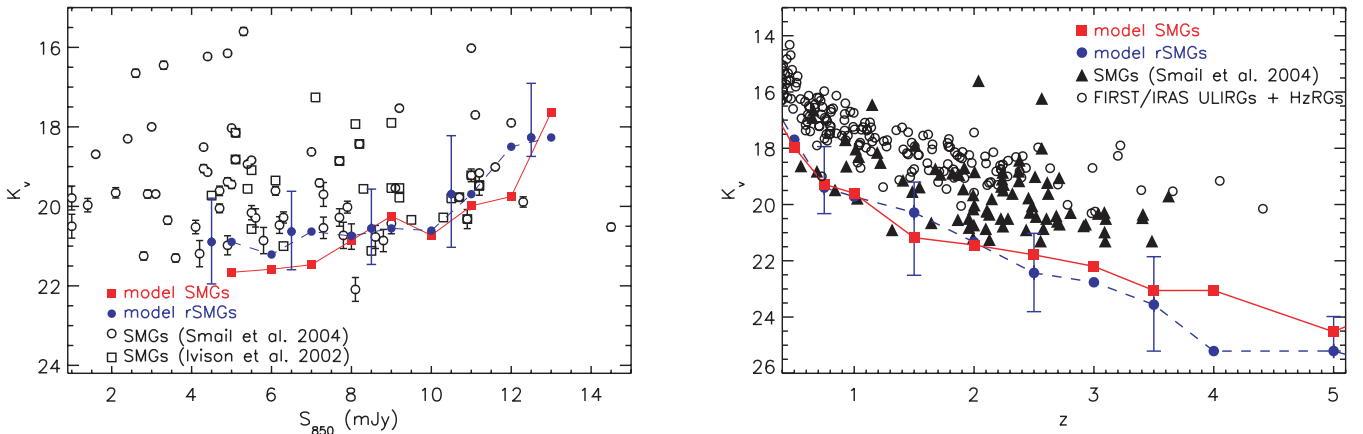 16
18
20
22
24
K_v
2
4
6
8
10
12
14
S_850 (mJy)
model SMGs
model rSMGs
SMGs (Smail et al. 2004)
SMGs (Ivison et al. 2002)
14
16
18
20
22
24
26
K_v
1
2
3
4
5
z
model SMGs
model rSMGs
SMGs (Smail et al. 2004)
FIRST/IRAS ULIRGs + HzRGs